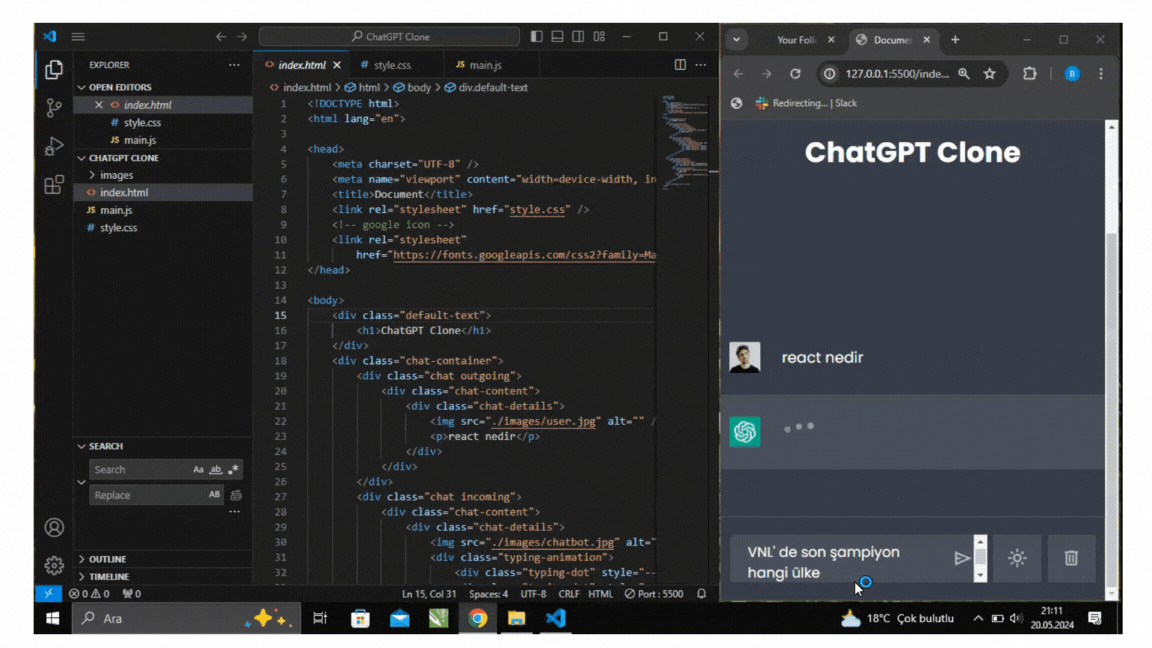 ChatGPT Clone
EXPLORER
OPEN EDITORS
index.html
style.css
JS main.js
CHATGPT CLONE
images
index.html
JS main.js
style.css
SEARCH
Search
Aa ab .*
Replace
AB
OUTLINE
TIMELINE
index.html
# style.css
JS main.js
index.html > html > body > div.default-text
1 <!DOCTYPE html>
2 <html lang="en">
3
4 <head>
5 <meta charset="UTF-8" />
6 <meta name="viewport" content="width=device-width, in
7 <title>Document</title>
8 <link rel="stylesheet" href="style.css" />
9 <!-- google icon -->
10 <link rel="stylesheet"
11 href="https://fonts.googleapis.com/css2?family=Ma
12 </head>
13
14 <body>
15 <div class="default-text">
16 <h1>ChatGPT Clone</h1>
17 </div>
18 <div class="chat-container">
19 <div class="chat outgoing">
20 <div class="chat-content">
21 <div class="chat-details">
22 <img src="./images/user.jpg" alt="" /
23 <p>react nedir</p>
24 </div>
25 </div>
26 </div>
27 <div class="chat incoming">
28 <div class="chat-content">
29 <div class="chat-details">
30 <img src="./images/chatbot.jpg" alt="
31 <div class="typing-animation">
32 <div class="typing-dot" style="--
0 0 0 Ln 15, Col 31 Spaces: 4 UTF-8 CRLF HTML Port : 5500
Your Foll
Documen
127.0.0.1:5500/inde...
B
Redirecting... | Slack
ChatGPT Clone
react nedir
VNL' de son şampiyon
hangi ülke
Ara
18°C Çok bulutlu
21:11
20.05.2024